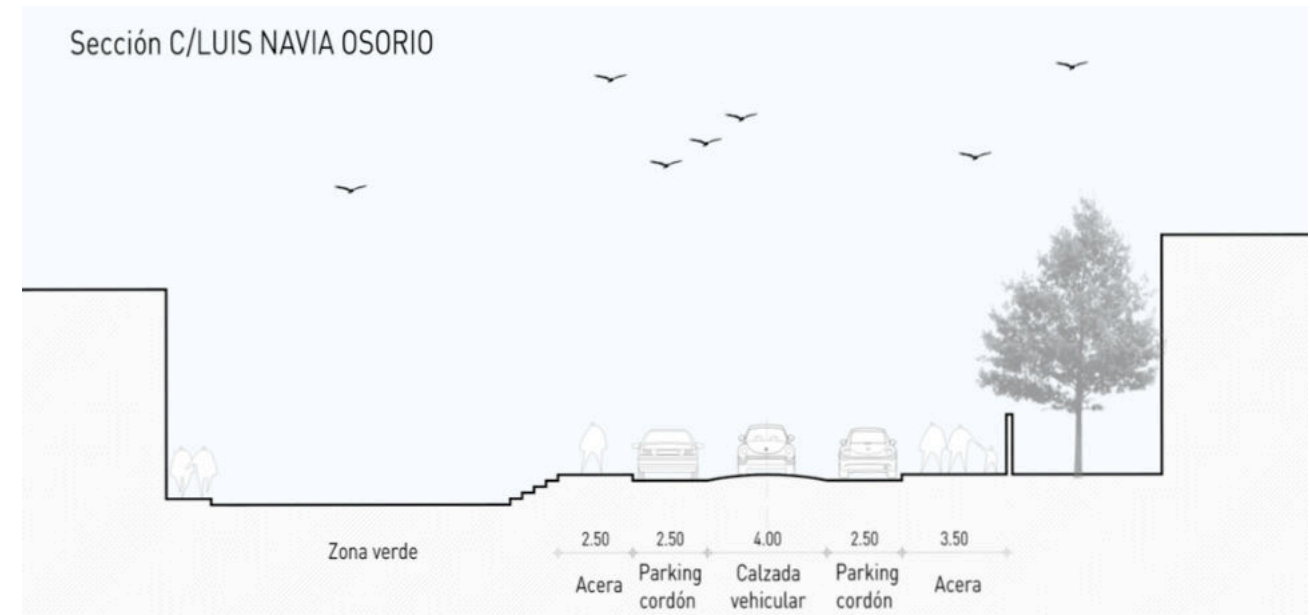 Sección C/LUIS NAVIA OSORIO
2.50 2.50 4.00 2.50 3.50
Zona verde
Acera Parking cordón Calzada vehicular Parking cordón Acera